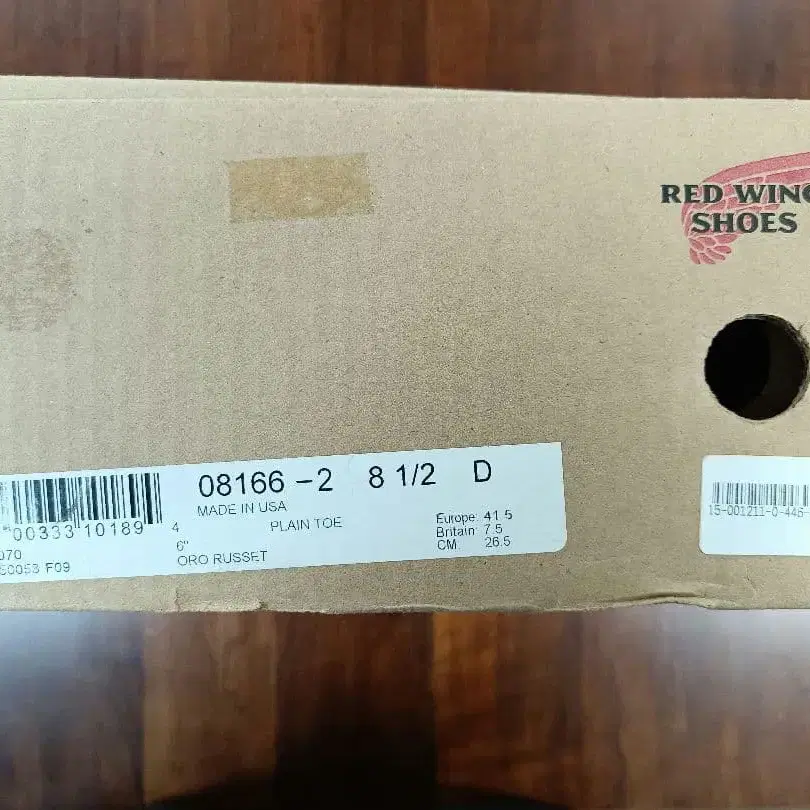 RED WING
SHOES
08166-2 8 1/2 D
MADE IN USA
00333 10189 4
PLAIN TOE
6"
ORO RUSSET
Europe: 41.5
Britain: 7.5
CM: 26.5
070
S0053 F09
15-001211-0-446-